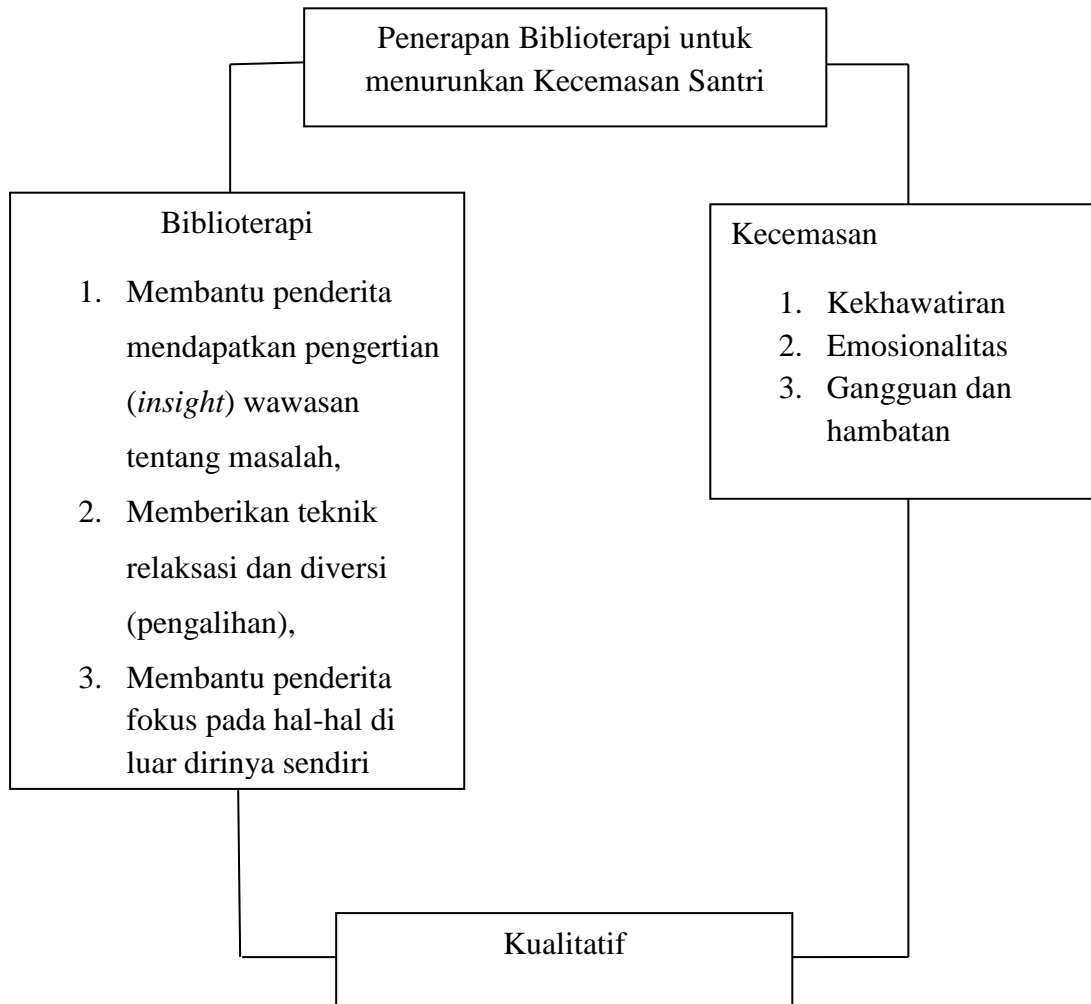 Penerapan Biblioterapi untuk
menurunkan Kecemasan Santri
Biblioterapi
1. Membantu penderita
mendapatkan pengertian
(insight) wawasan
tentang masalah,
2. Memberikan teknik
relaksasi dan diversi
(pengalihan),
3. Membantu penderita
fokus pada hal-hal di
luar dirinya sendiri
Kecemasan
1. Kekhawatiran
2. Emosionalitas
3. Gangguan dan
hambatan
Kualitatif